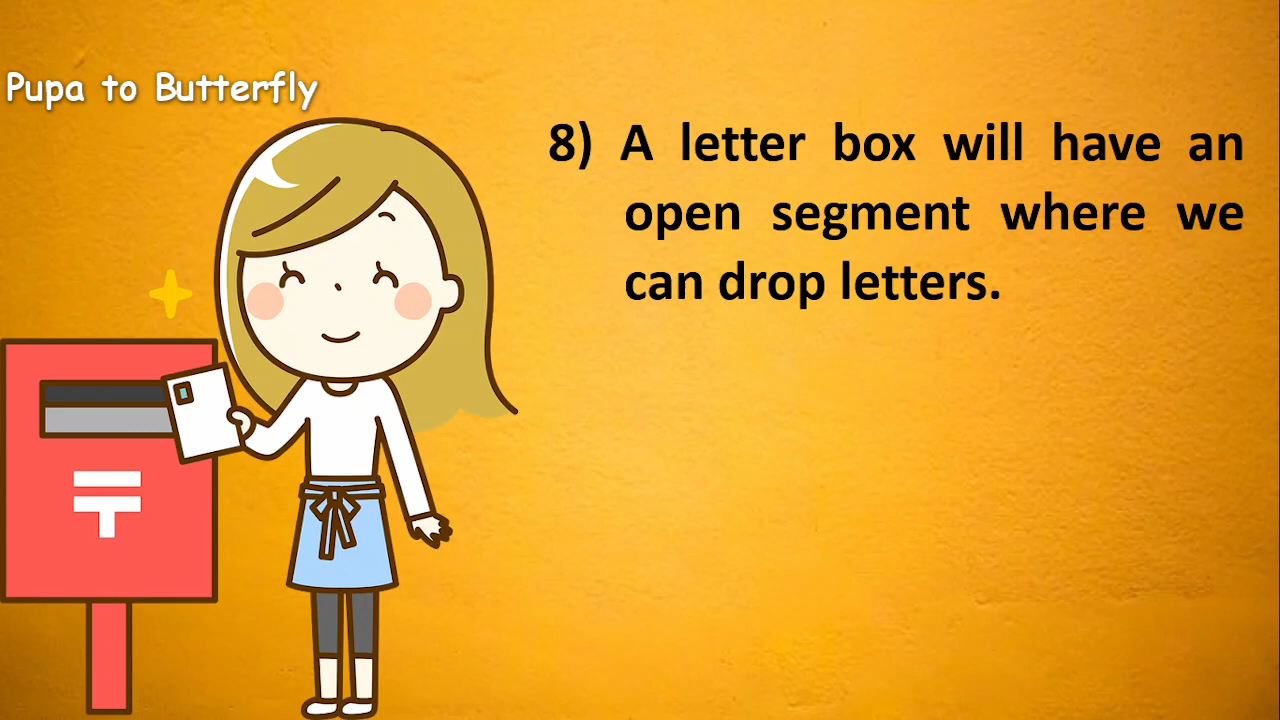 Pupa to Butterfly
8) A letter box will have an
open segment where we
can drop letters.